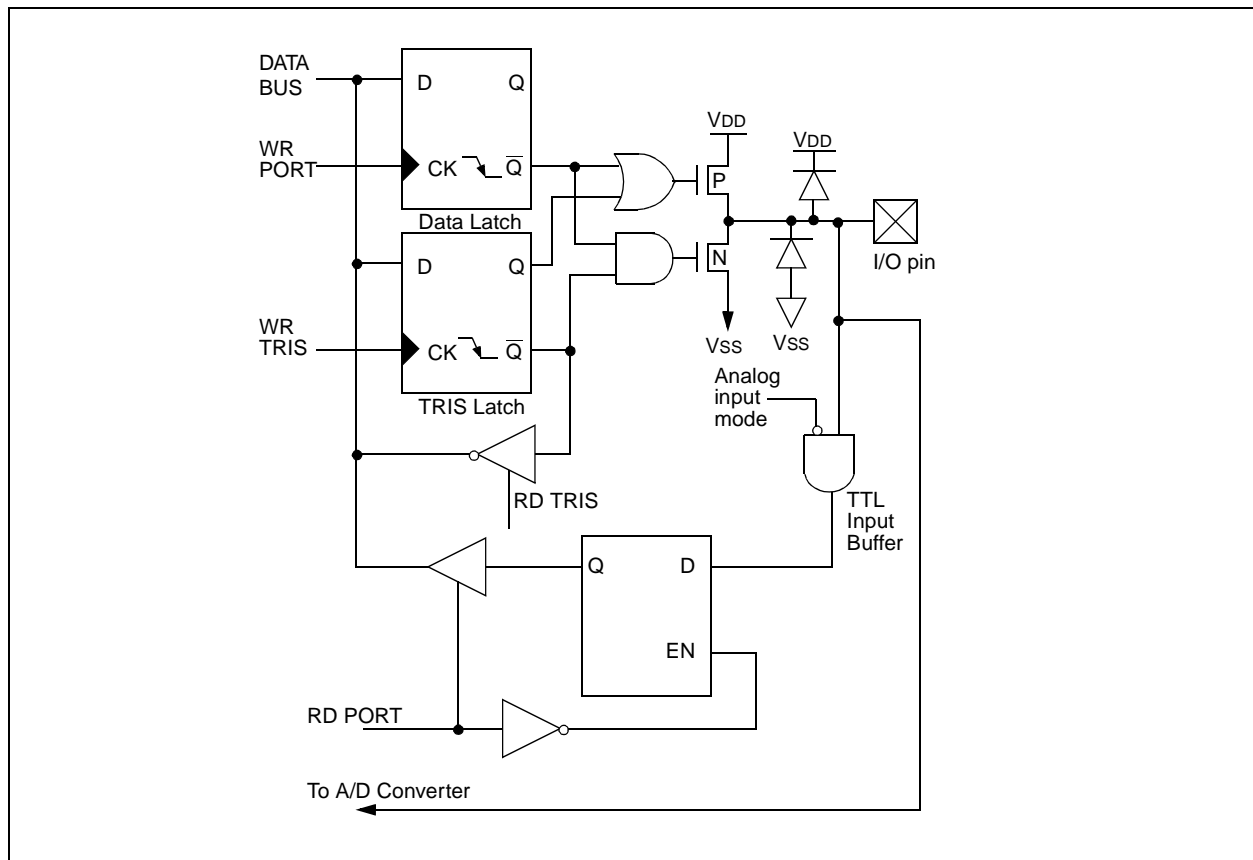 DATA
BUS
D
Q
VDD
VDD
WR
PORT
CK
Q̅
P
Data Latch
D
Q
N
I/O pin
WR
TRIS
CK
Q̅
VSS
VSS
Analog
input
mode
TRIS Latch
RD TRIS
TTL
Input
Buffer
Q
D
EN
RD PORT
To A/D Converter